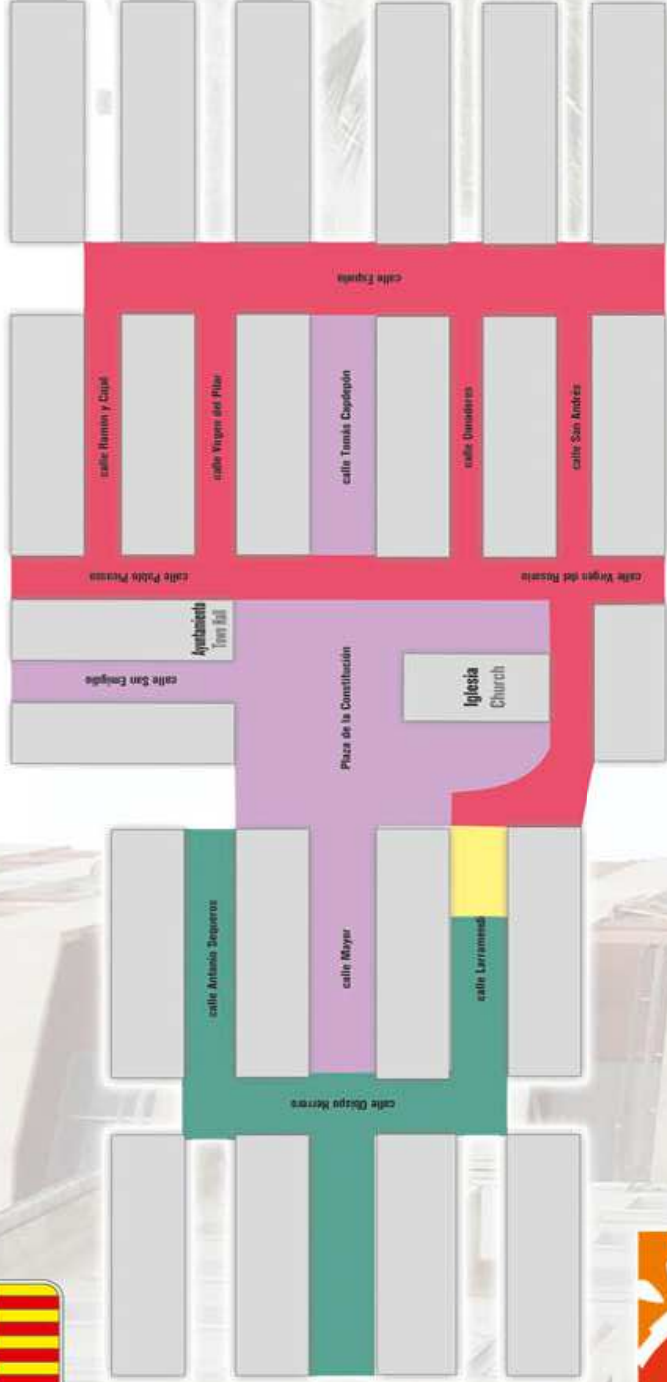 calle España
calle Ramón y Cajal
calle Virgen del Pilar
calle Tomás Capdepón
calle Dunaderos
calle San Andrés
calle Pablo Picasso
calle Virgen del Rosario
Ayuntamiento
Town Hall
calle San Emigdio
Plaza de la Constitución
Iglesia
Church
calle Antonio Sequeros
calle Mayor
calle Larramendi
calle Obispo Herrero